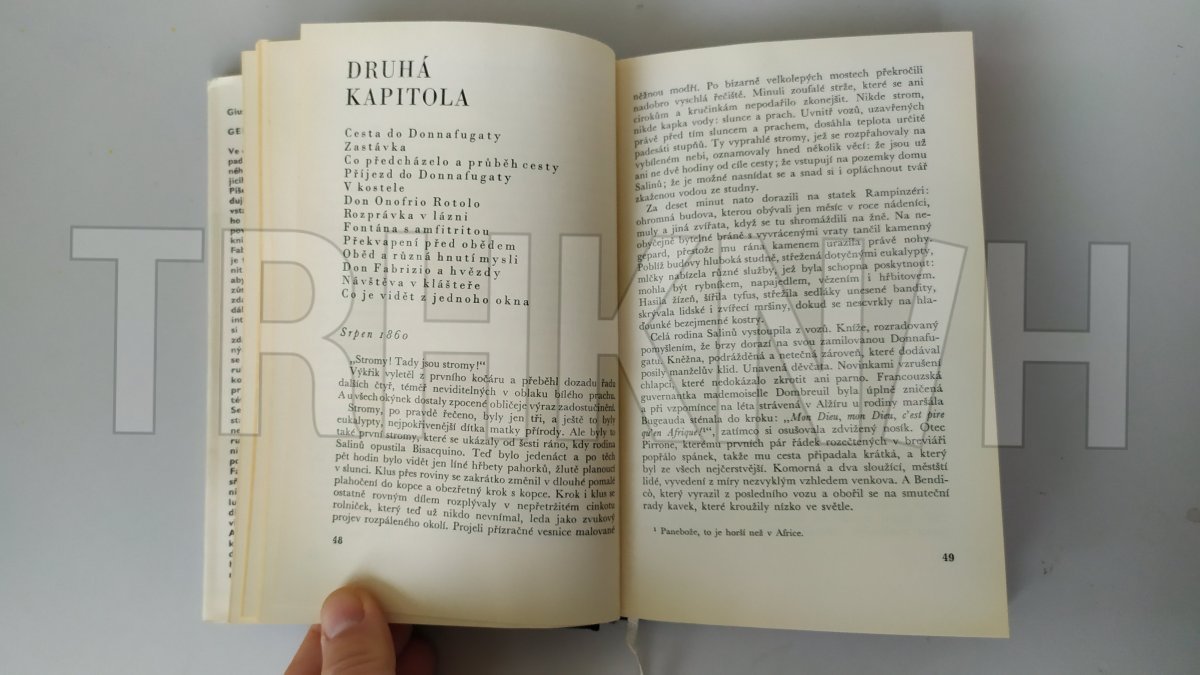 DRUHÁ
KAPITOLA
Cesta do Donnafugaty
Zastávka
Co předcházelo a průběh cesty
Příjezd do Donnafugaty
V kostele
Don Onofrio Rotolo
Rozprávka v lázni
Fontána s amfitritou
Překvapení před obědem
Oběd a různá hnutí mysli
Don Fabrizio a hvězdy
Návštěva v klášteře
Co je vidět z jednoho okna
Srpen 1860
„Stromy! Tady jsou stromy!“
Výkřik vyletěl z prvního kočáru a přeběhl dozadu řadu
dalších čtyř, téměř neviditelných v oblaku bílého prachu.
A u všech okýnek dostaly zpocené obličeje výraz zadostučinění.
Stromy, po pravdě řečeno, byly jen tři, a ještě to byly
eukalypty, nejpokřivenější dítka matky přírody. Ale byly to
také první stromy, které se ukázaly od šesti ráno, kdy rodina
Salinů opustila Bisacquino. Teď bylo jedenáct a po těch
pět hodin bylo vidět jen líné hřbety pahorků, žlutě planoucí
v slunci. Klus přes roviny se zakrátko změnil v dlouhé pomalé
plahočení do kopce a obezřetný krok s kopce. Krok i klus se
ostatně rovným dílem rozplývaly v nepřetržitém cinkotu
rolniček, který teď už nikdo nevnímal, leda jako zvukový
projev rozpáleného okolí. Projeli přízračné vesnice malované
48
něžnou modří. Po bizarně velkolepých mostech překročili
nadobro vyschlá řečiště. Minuli zoufalé strže, které se ani
cirokům a kručinkám nepodařilo zkonejšit. Nikde strom,
nikde kapka vody: slunce a prach. Uvnitř vozů, uzavřených
právě před tím sluncem a prachem, dosáhla teplota určitě
padesáti stupňů. Ty vyprahlé stromy, jež se rozpřahovaly na
vybíleném nebi, oznamovaly hned několik věcí: že jsou už
ani ne dvě hodiny od cíle cesty; že vstupují na pozemky domu
Salinů; že je možné nasnídat se a snad si i opláchnout tvář
zkaženou vodou ze studny.
Za deset minut nato dorazili na statek Rampinzéri:
ohromná budova, kterou obývali jen měsíc v roce nádeníci,
muly a jiná zvířata, když se tu shromáždili na žně. Na ne-
obyčejně bytelné bráně s vyvrácenými vraty tančil kamenný
gepard, přestože mu rána kamenem urazila právě nohy.
Poblíž budovy hluboká studně, střežená dotyčnými eukalypty,
mlčky nabízela různé služby, jež byla schopna poskytnout:
mohla být rybníkem, napajedlem, vězením i hřbitovem.
Hasila žízeň, šířila tyfus, střežila sedláky unesené bandity,
skrývala lidské i zvířecí mršiny, dokud se nescvrkly na hla-
ďounké bezejmenné kostry.
Celá rodina Salinů vystoupila z vozů. Kníže, rozradovaný
pomyšlením, že brzy dorazí na svou zamilovanou Donnafu-
gatu. Kněžna, podrážděná a netečná zároveň, které dodával
posily manželův klid. Unavená děvčata. Novinkami vzrušení
chlapci, které nedokázalo zkrotit ani parno. Francouzská
guvernantka mademoiselle Dombreuil byla úplně zničená
a při vzpomínce na léta strávená v Alžíru u rodiny maršála
Bugeauda sténala do kroku: „Mon Dieu, mon Dieu, c'est pire
qu'en Afrique!¹“, zatímco si osušovala zdvižený nosík. Otec
Pirrone, kterému prvních pár řádek rozečtených v breviáři
popřálo spánek, takže mu cesta připadala krátká, a který
byl ze všech nejčerstvější. Komorná a dva sloužící, městští
lidé, vyvedení z míry nezvyklým vzhledem venkova. A Bendi-
cò, který vyrazil z posledního vozu a obořil se na smuteční
rady kavek, které kroužily nízko ve světle.
¹ Panebože, to je horší než v Africe.
49
TRHKNIH